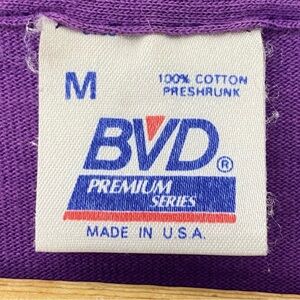 M
100% COTTON
PRESHRUNK
BVD®
PREMIUM
SERIES
MADE IN U.S.A.